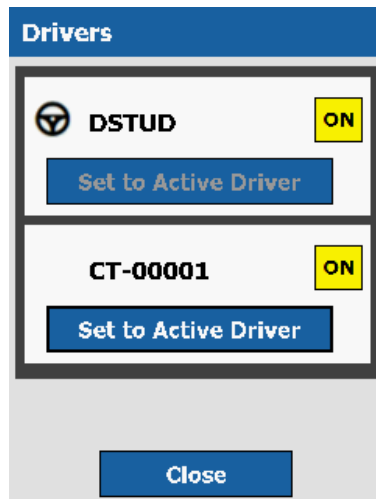 Drivers
DSTUD
ON
Set to Active Driver
CT-00001
ON
Set to Active Driver
Close